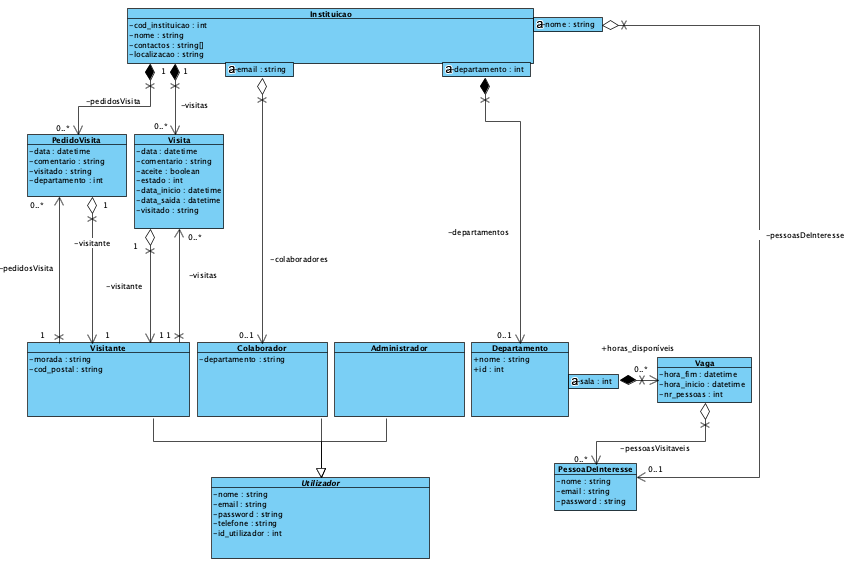 Instituicao
-cod_instituicao : int
-nome : string
-contactos : string[]
-localizacao : string
a-nome : string
a-email : string
a-departamento : int
1
1
-pedidosVisita
-visitas
0..*
0..*
PedidoVisita
-data : datetime
-comentario : string
-visitado : string
-departamento : int
Visita
-data : datetime
-comentario : string
-aceite : boolean
-estado : int
-data_inicio : datetime
-data_saida : datetime
-visitado : string
0..*
1
1
0..*
-visitante
-pedidosVisita
-visitante
-visitas
-colaboradores
-departamentos
-pessoasDeInteresse
1
1
1
1
0..1
0..1
Visitante
-morada : string
-cod_postal : string
Colaborador
-departamento : string
Administrador
Departamento
+nome : string
+id : int
a-sala : int
+horas_disponíveis
0..*
Vaga
-hora_fim : datetime
-hora_inicio : datetime
-nr_pessoas : int
-pessoasVisitaveis
0..*
0..1
PessoaDeInteresse
-nome : string
-email : string
-password : string
Utilizador
-nome : string
-email : string
-password : string
-telefone : string
-id_utilizador : int